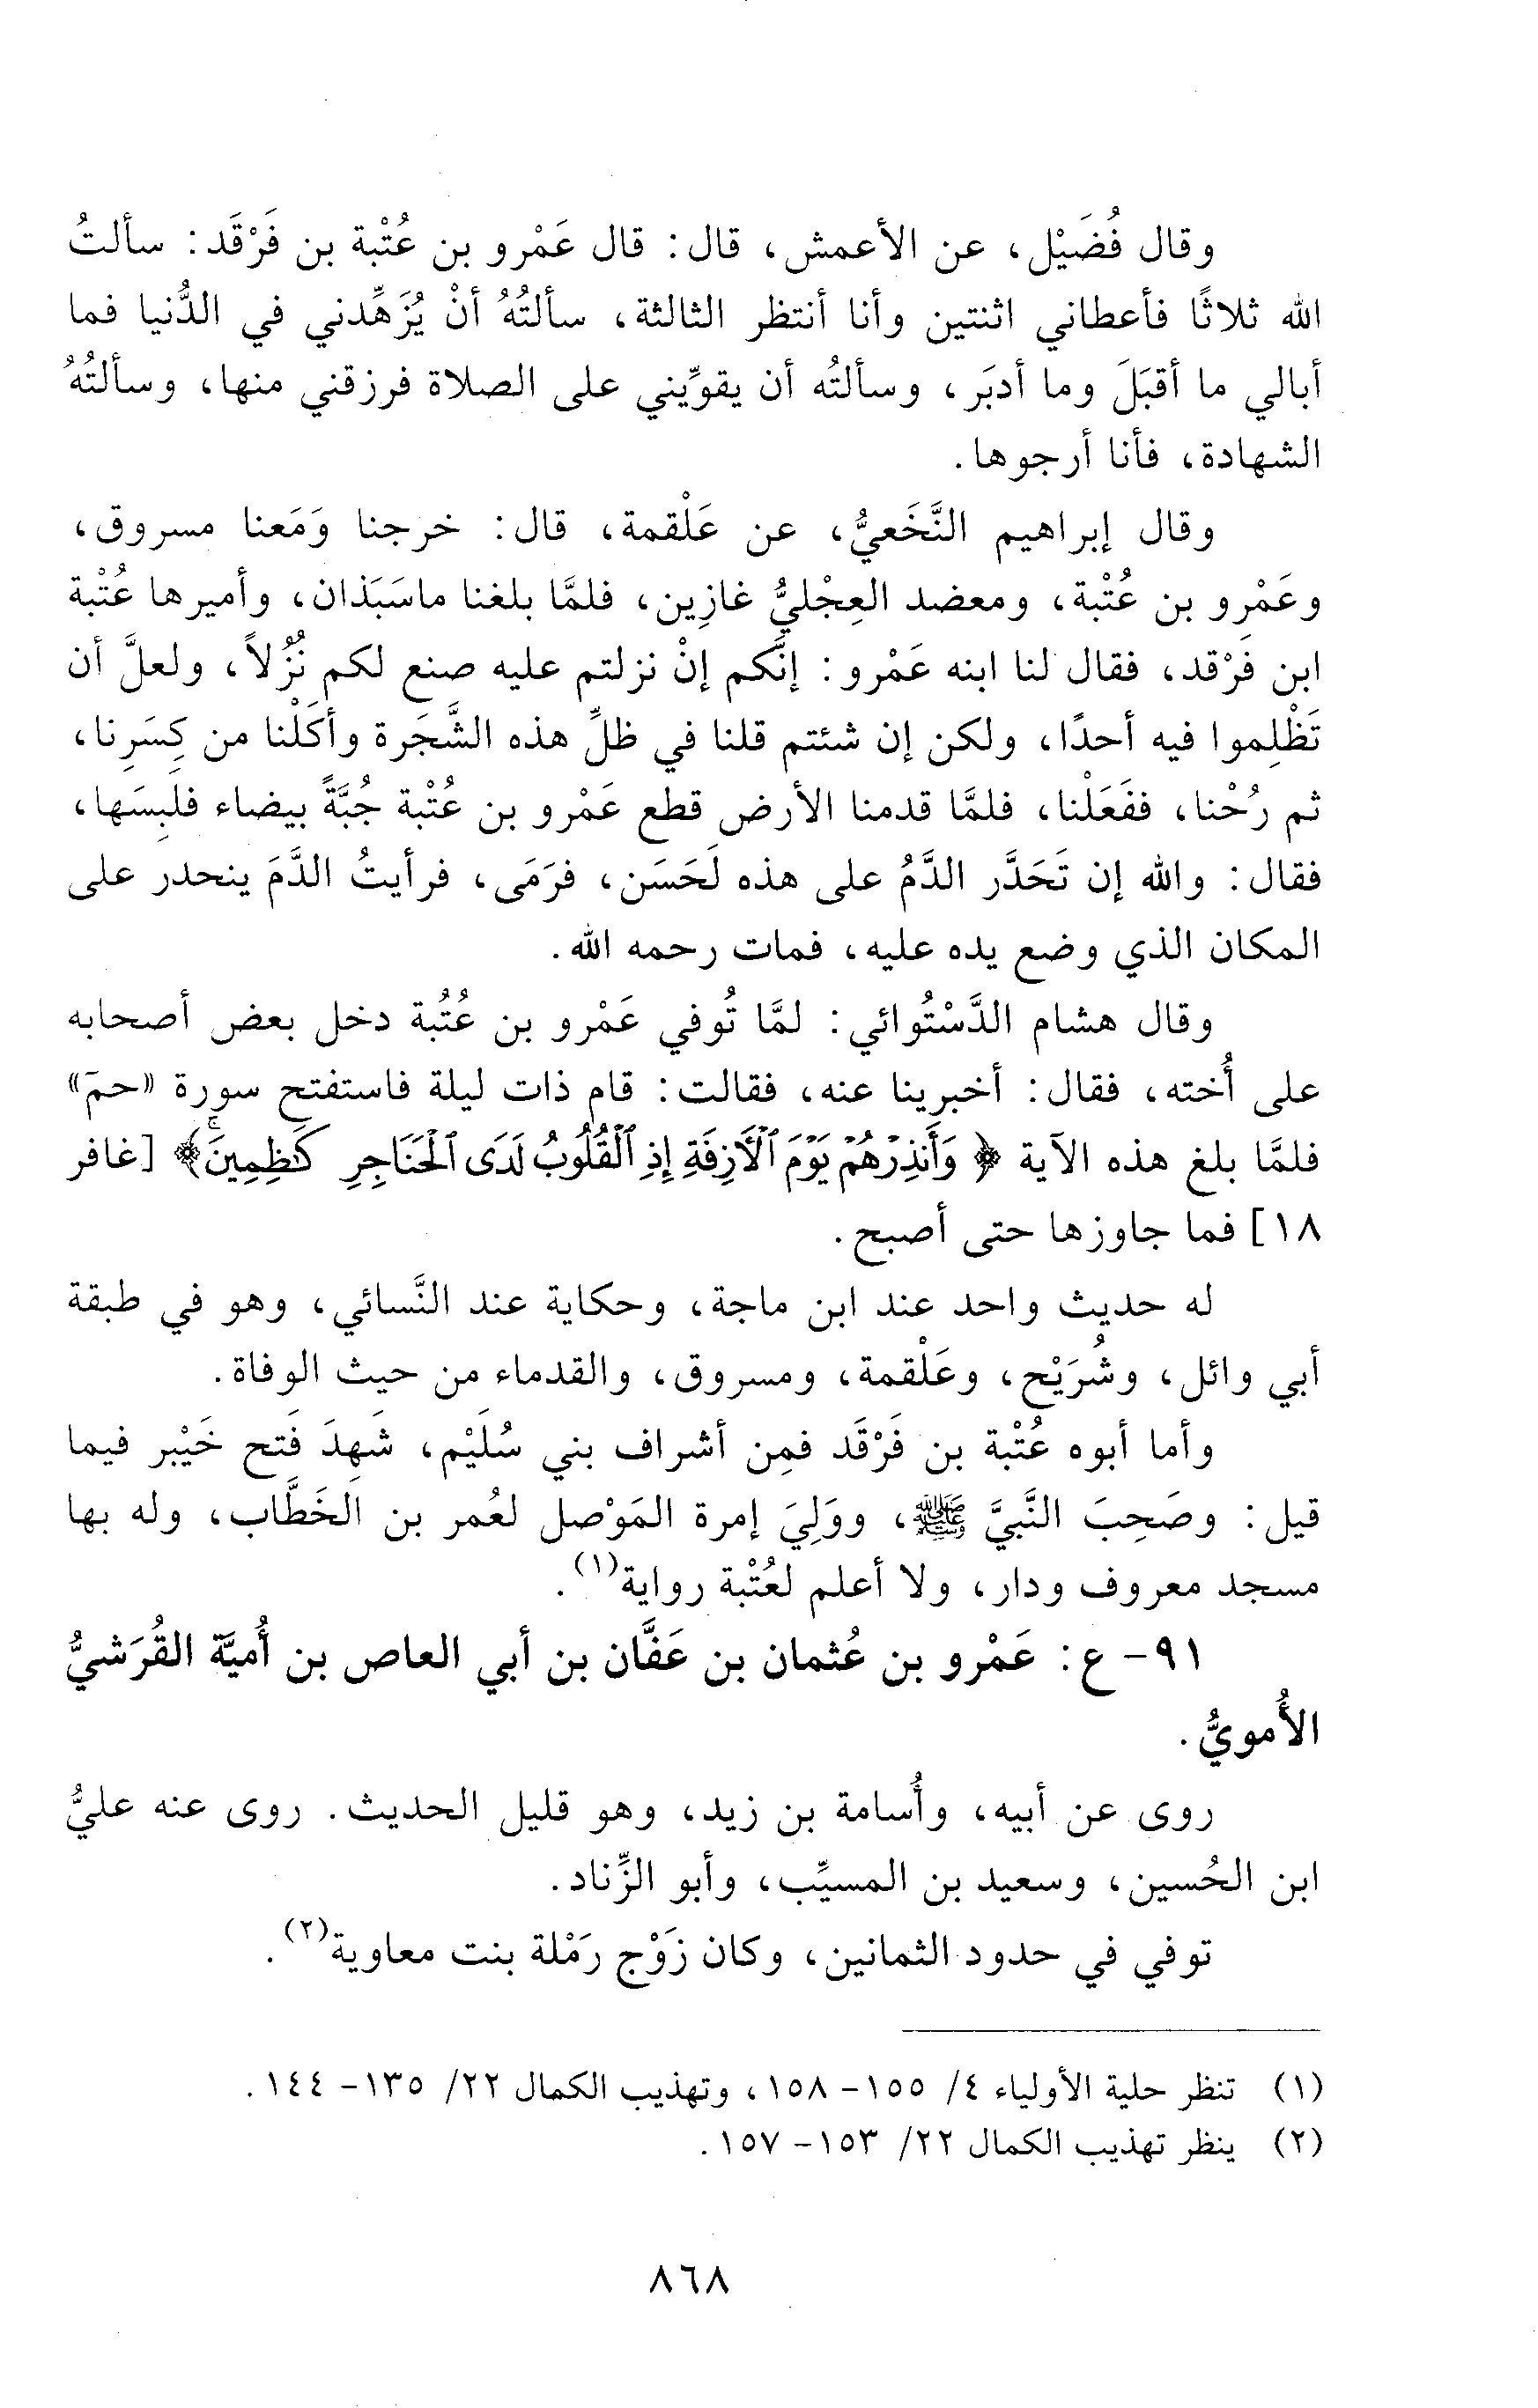 وقال فُضَيْل، عن الأعمش، قال: قال عَمْرو بن عُتْبة بن فَرْقَد: سألتُ
الله ثلاثًا فأعطاني اثنتين وأنا أنتظر الثالثة، سألتُهُ أنْ يُزَهِّدني في الدُّنيا فما
أبالي ما أقبَلَ وما أدبَر، وسألتُه أن يقوِّيني على الصلاة فرزقني منها، وسألتُهُ
الشهادة، فأنا أرجوها.
وقال إبراهيم النَّخَعيُّ، عن عَلْقمة، قال: خرجنا وَمَعنا مسروق،
وعَمْرو بن عُتْبة، ومعضد العِجْليُّ غازِين، فلمَّا بلغنا ماسَبَذان، وأميرها عُتْبة
ابن فَرْقد، فقال لنا ابنه عَمْرو: إنَّكم إنْ نزلتم عليه صنع لكم نُزُلاً، ولعلَّ أن
تَظْلِموا فيه أحدًا، ولكن إن شئتم قلنا في ظلِّ هذه الشَّجَرة وأكَلْنا من كِسَرِنا،
ثم رُحْنا، ففَعَلْنا، فلمَّا قدمنا الأرض قطع عَمْرو بن عُتْبة جُبَّةً بيضاء فلَبِسَها،
فقال: والله إن تَحَدَّر الدَّمُ على هذه لَحَسَن، فرَمَى، فرأيتُ الدَّمَ ينحدر على
المكان الذي وضع يده عليه، فمات رحمه الله.
وقال هشام الدَّسْتُوائي: لمَّا تُوفي عَمْرو بن عُتُبة دخل بعض أصحابه
على أُخته، فقال: أخبرينا عنه، فقالت: قام ذات ليلة فاستفتح سورة «حمَ»
فلمَّا بلغ هذه الآية ﴿وَأَنذِرْهُمْ يَوْمَ ٱلْأَزِفَةِ إِذِ ٱلْقُلُوبُ لَدَى ٱلْحَنَاجِرِ كَٰظِمِينَۚ﴾ [غافر
١٨] فما جاوزها حتى أصبح.
له حديث واحد عند ابن ماجة، وحكاية عند النَّسائي، وهو في طبقة
أبي وائل، وشُرَيْح، وعَلْقمة، ومسروق، والقدماء من حيث الوفاة.
وأما أبوه عُتْبة بن فَرْقَد فمِن أشراف بني سُلَيْم، شَهِدَ فَتح خَيْبر فيما
قيل: وصَحِبَ النَّبيَّ ﷺ، ووَلِيَ إمرة المَوْصل لعُمر بن الخَطَّاب، وله بها
مسجد معروف ودار، ولا أعلم لعُتْبة رواية(١).
٩١- ع: عَمْرو بن عُثمان بن عَفَّان بن أبي العاص بن أُميَّة القُرَشيُّ
الأُمويُّ.
روى عن أبيه، وأُسامة بن زيد، وهو قليل الحديث. روى عنه عليُّ
ابن الحُسين، وسعيد بن المسيِّب، وأبو الزِّناد.
توفي في حدود الثمانين، وكان زَوْج رَمْلة بنت معاوية(٢).
(١) تنظر حلية الأولياء ٤/ ١٥٥- ١٥٨، وتهذيب الكمال ٢٢/ ١٣٥- ١٤٤.
(٢) ينظر تهذيب الكمال ٢٢/ ١٥٣- ١٥٧.
٨٦٨